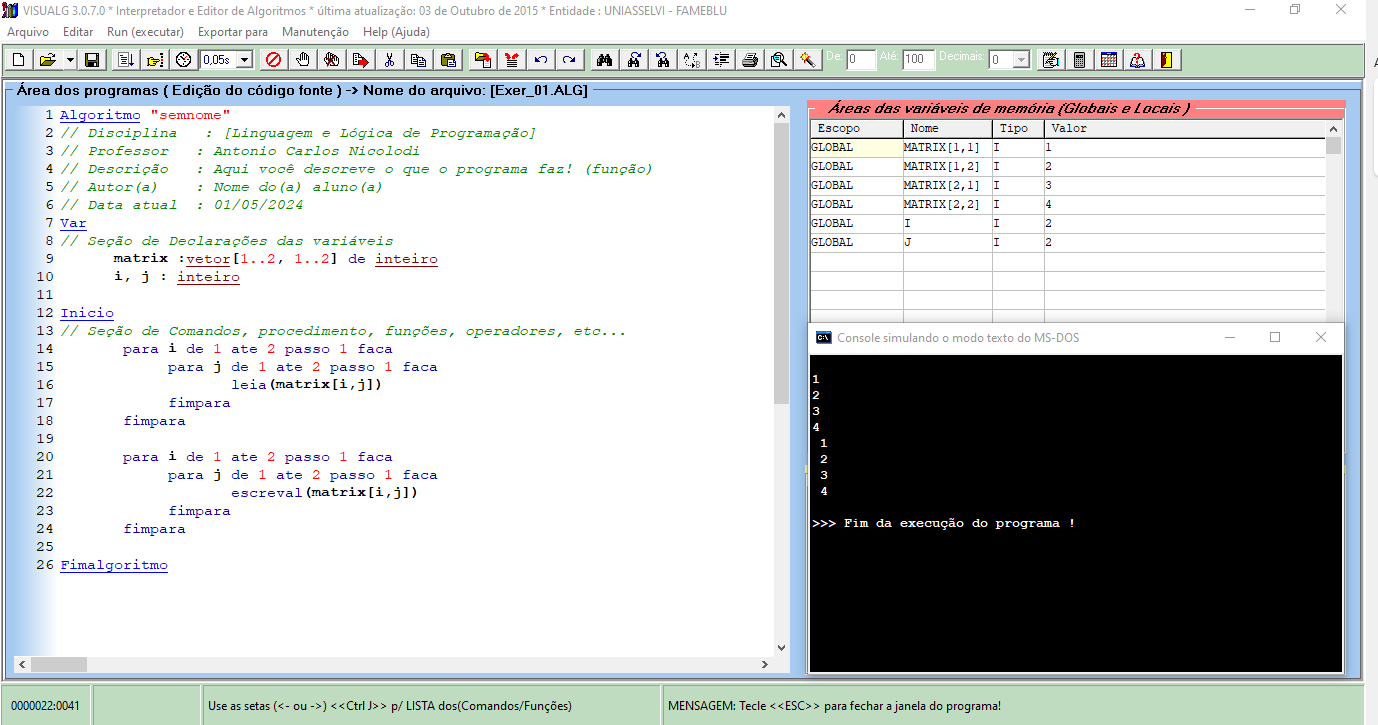 VISUALG 3.0.7.0 * Interpretador e Editor de Algoritmos * última atualização: 03 de Outubro de 2015 * Entidade : UNIASSELVI - FAMEBLU
Arquivo Editar Run (executar) Exportar para Manutenção Help (Ajuda)
0,05s De: 0 Até: 100 Decimais: 0
Área dos programas ( Edição do código fonte ) -> Nome do arquivo: [Exer_01.ALG]
1 Algoritmo "semnome"
2 // Disciplina   : [Linguagem e Lógica de Programação]
3 // Professor   : Antonio Carlos Nicolodi
4 // Descrição   : Aqui você descreve o que o programa faz! (função)
5 // Autor(a)    : Nome do(a) aluno(a)
6 // Data atual  : 01/05/2024
7 Var
8 // Seção de Declarações das variáveis
9       matrix :vetor[1..2, 1..2] de inteiro
10       i, j : inteiro
11
12 Inicio
13 // Seção de Comandos, procedimento, funções, operadores, etc...
14        para i de 1 ate 2 passo 1 faca
15             para j de 1 ate 2 passo 1 faca
16                    leia(matrix[i,j])
17             fimpara
18        fimpara
19
20        para i de 1 ate 2 passo 1 faca
21             para j de 1 ate 2 passo 1 faca
22                    escreval(matrix[i,j])
23             fimpara
24        fimpara
25
26 Fimalgoritmo
Áreas das variáveis de memória (Globais e Locais )
Escopo Nome Tipo Valor
GLOBAL MATRIX[1,1] I 1
GLOBAL MATRIX[1,2] I 2
GLOBAL MATRIX[2,1] I 3
GLOBAL MATRIX[2,2] I 4
GLOBAL I I 2
GLOBAL J I 2
C:\ Console simulando o modo texto do MS-DOS
1
2
3
4
1
2
3
4
>>> Fim da execução do programa !
0000022:0041 Use as setas (<- ou ->) <<Ctrl J>> p/ LISTA dos(Comandos/Funções) MENSAGEM: Tecle <<ESC>> para fechar a janela do programa!